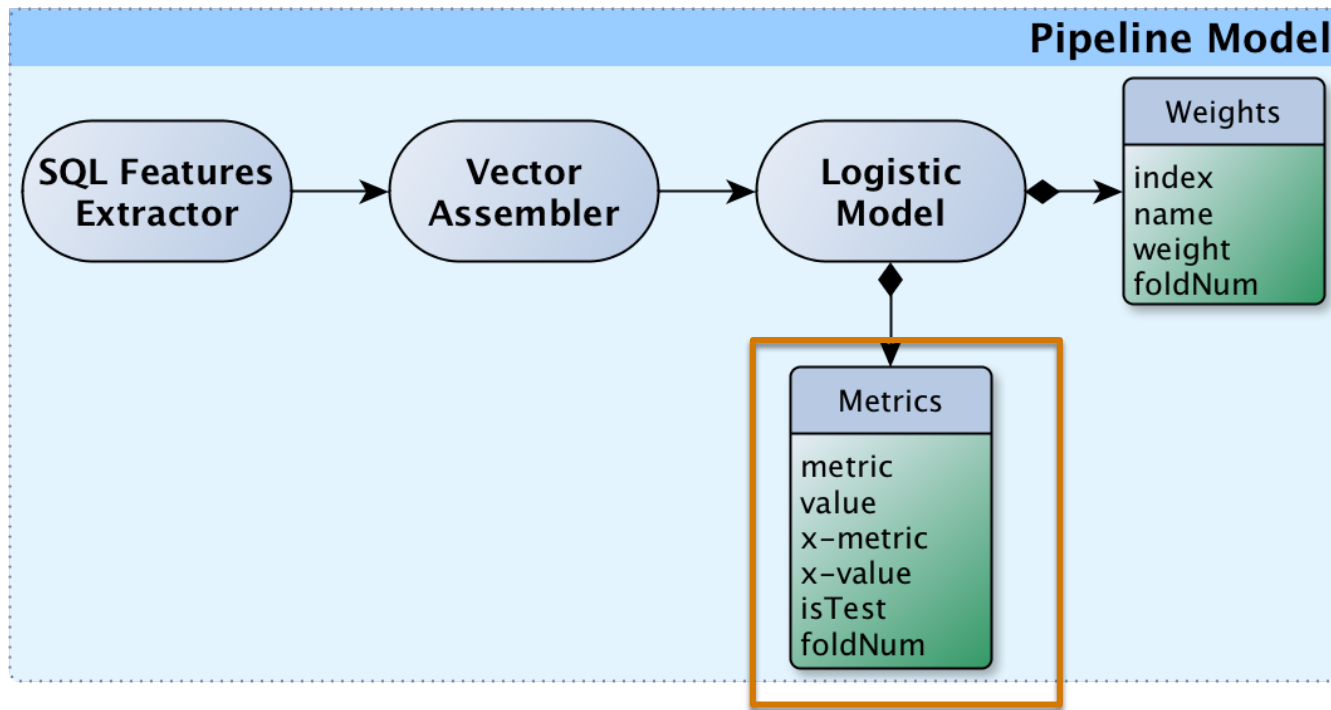 Pipeline Model
SQL Features
Extractor
Vector
Assembler
Logistic
Model
Weights
index
name
weight
foldNum
Metrics
metric
value
x-metric
x-value
isTest
foldNum